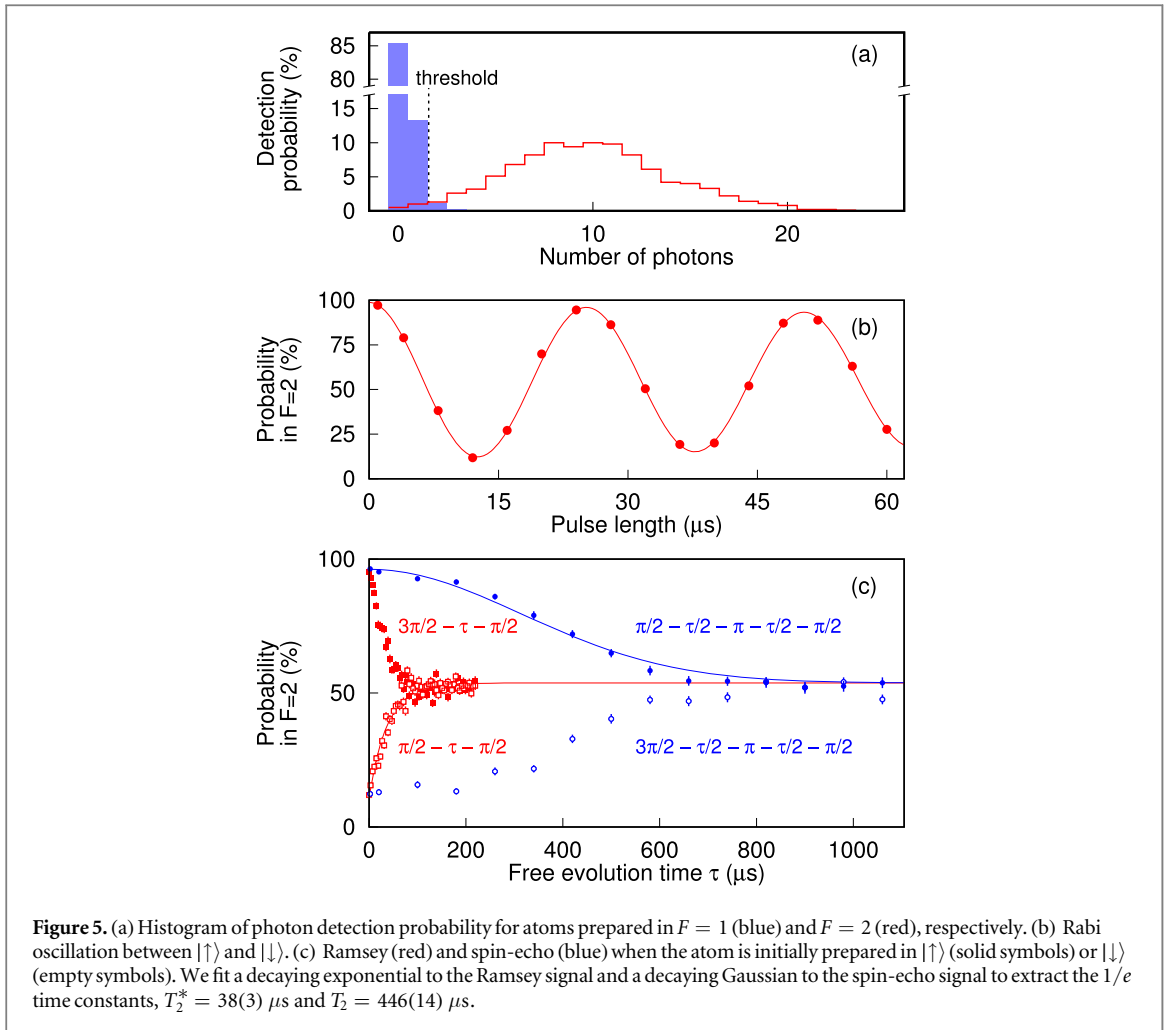 (a)
85
80
threshold
15
10
5
0
Detection
probability (%)
0 10 20
Number of photons
(b)
100
75
50
25
0
Probability
in F=2 (%)
0 15 30 45 60
Pulse length (μs)
(c)
100
50
0
Probability
in F=2 (%)
3π/2 − τ − π/2
π/2 − τ/2 − π − τ/2 − π/2
π/2 − τ − π/2
3π/2 − τ/2 − π − τ/2 − π/2
0 200 400 600 800 1000
Free evolution time τ (μs)
Figure 5. (a) Histogram of photon detection probability for atoms prepared in F = 1 (blue) and F = 2 (red), respectively. (b) Rabi
oscillation between |↑⟩ and |↓⟩. (c) Ramsey (red) and spin-echo (blue) when the atom is initially prepared in |↑⟩ (solid symbols) or |↓⟩
(empty symbols). We fit a decaying exponential to the Ramsey signal and a decaying Gaussian to the spin-echo signal to extract the 1/e
time constants, T₂* = 38(3) μs and T₂ = 446(14) μs.